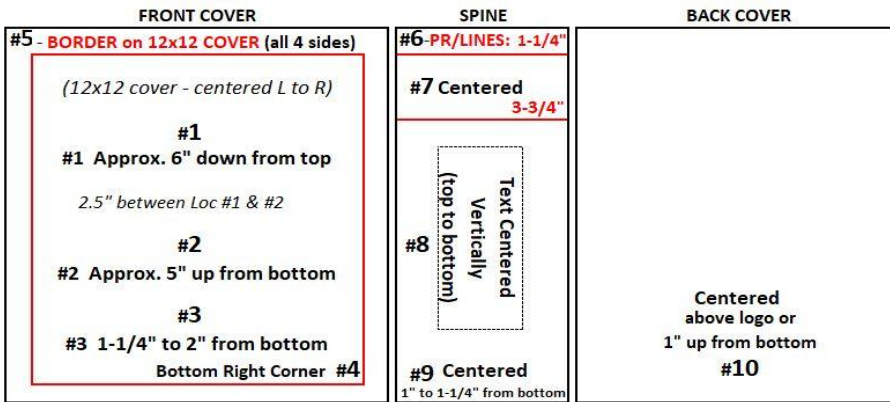 FRONT COVER
#5 - BORDER on 12x12 COVER (all 4 sides)
(12x12 cover - centered L to R)
#1
#1 Approx. 6" down from top
2.5" between Loc #1 & #2
#2
#2 Approx. 5" up from bottom
#3
#3 1-1/4" to 2" from bottom
Bottom Right Corner #4
SPINE
#6-PR/LINES: 1-1/4"
#7 Centered
3-3/4"
#8
Text Centered
Vertically
(top to bottom)
#9 Centered
1" to 1-1/4" from bottom
BACK COVER
Centered
above logo or
1" up from bottom
#10